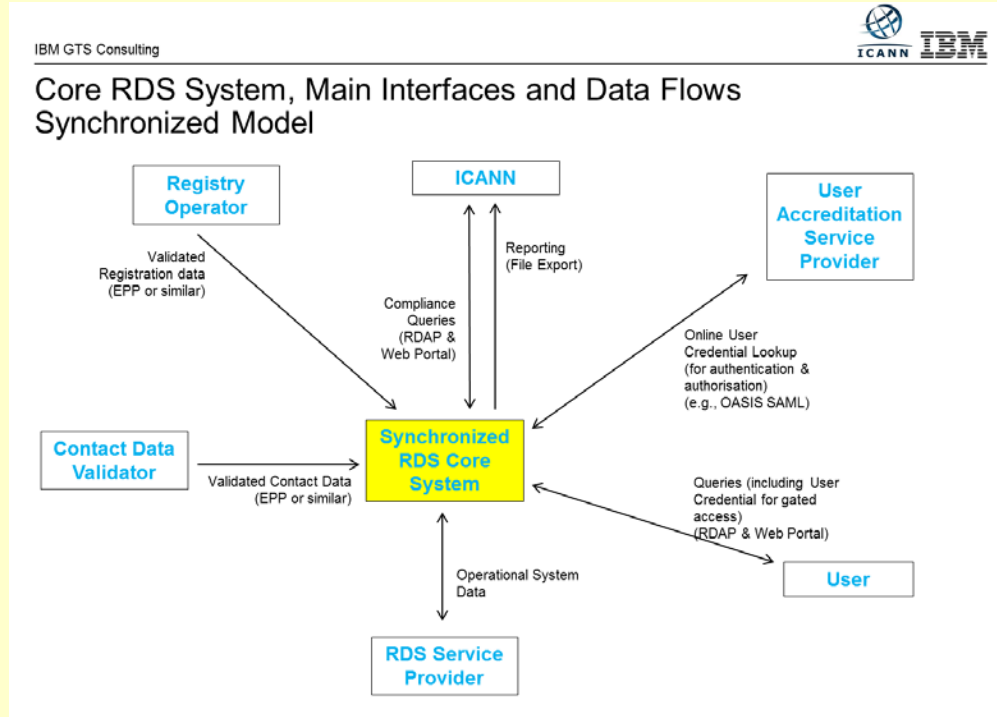 IBM GTS Consulting
ICANN
IBM
Core RDS System, Main Interfaces and Data Flows
Synchronized Model
Registry
Operator
ICANN
User
Accreditation
Service
Provider
Validated
Registration data
(EPP or similar)
Reporting
(File Export)
Compliance
Queries
(RDAP &
Web Portal)
Online User
Credential Lookup
(for authentication &
authorisation)
(e.g., OASIS SAML)
Contact Data
Validator
Validated Contact Data
(EPP or similar)
Synchronized
RDS Core
System
Queries (including User
Credential for gated
access)
(RDAP & Web Portal)
User
Operational System
Data
RDS Service
Provider